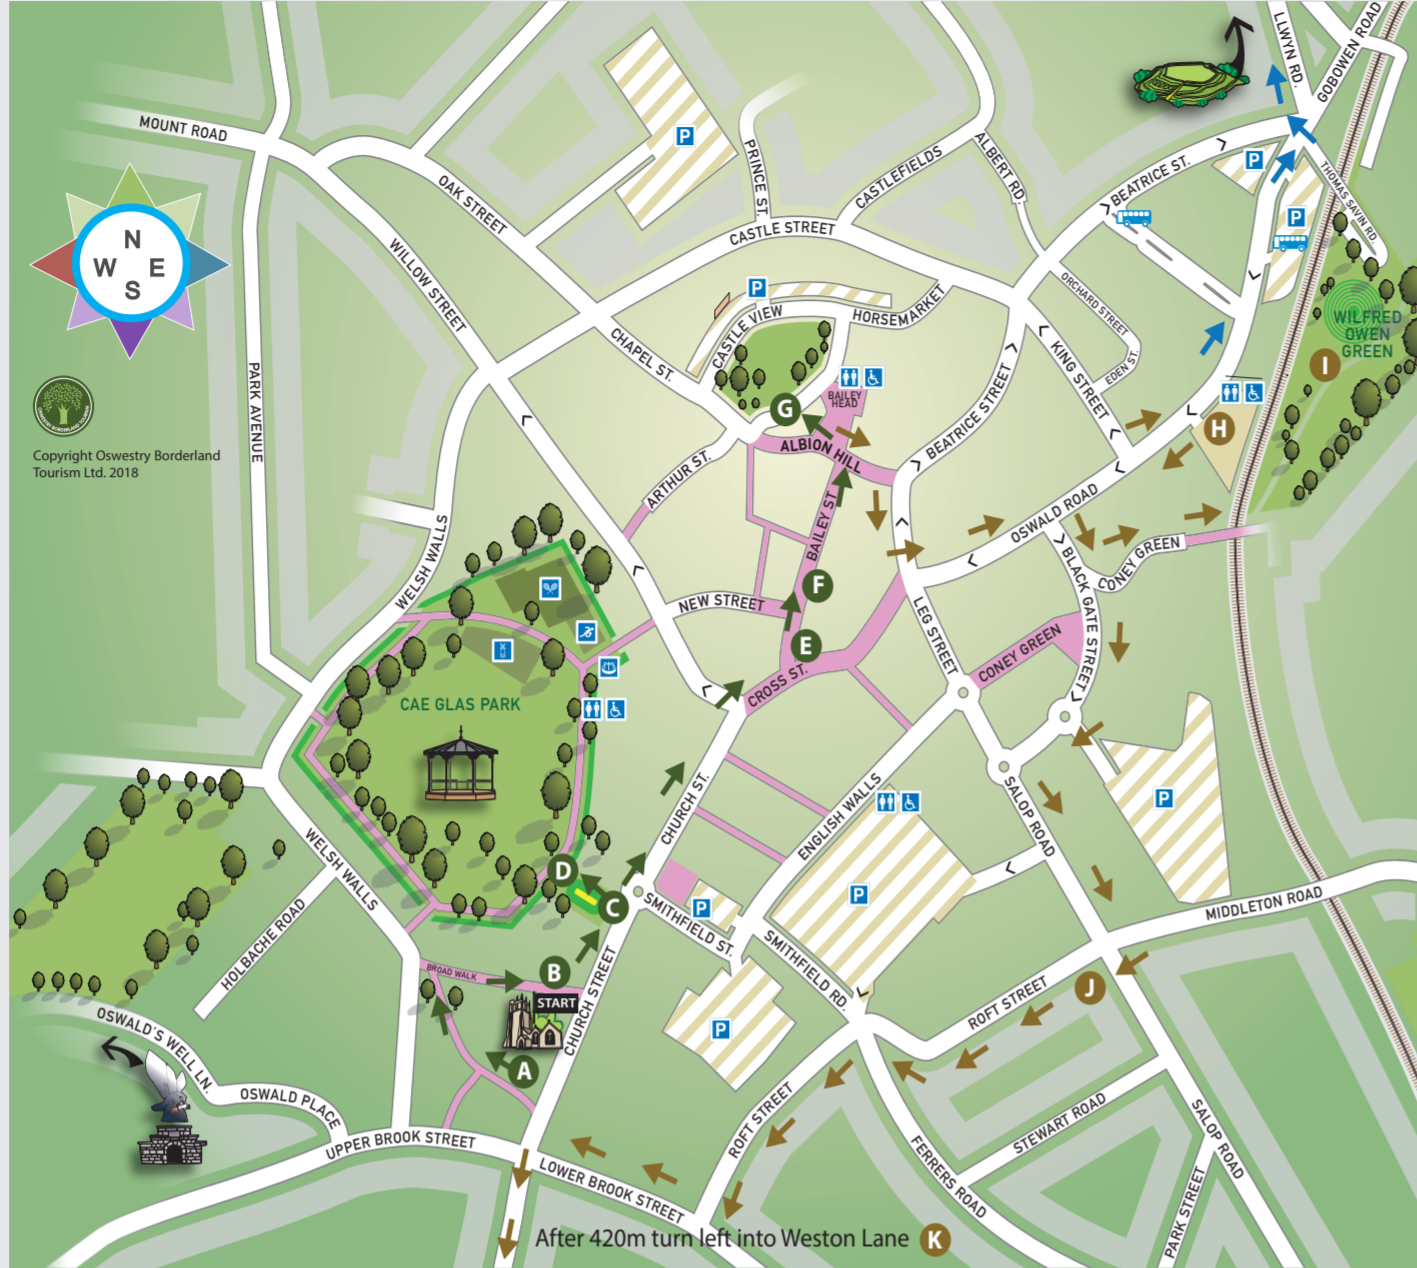 LLWYN RD.
GOBOWEN ROAD
MOUNT ROAD
P
PRINCE ST.
CASTLEFIELDS
ALBERT RD.
BEATRICE ST.
P
THOMAS SAVIN RD.
OAK STREET
P
CASTLE STREET
N
W E
S
WILLOW STREET
P
ORCHARD STREET
CASTLE VIEW
HORSEMARKET
WILFRED
OWEN
GREEN
CHAPEL ST.
KING STREET
EDEN ST.
I
PARK AVENUE
BAILEY
HEAD
BEATRICE STREET
G
H
Copyright Oswestry Borderland
Tourism Ltd. 2018
ALBION HILL
ARTHUR ST.
BAILEY ST
OSWALD ROAD
WELSH WALLS
BLACK GATE STREET
CONEY GREEN
F
NEW STREET
LEG STREET
E
CONEY GREEN
CROSS ST.
CAE GLAS PARK
CHURCH ST.
ENGLISH WALLS
SALOP ROAD
P
WELSH WALLS
D
P
C
P
SMITHFIELD ST.
MIDDLETON ROAD
HOLBACHE ROAD
SMITHFIELD RD.
BROAD WALK
B
START
CHURCH STREET
J
ROFT STREET
P
OSWALD'S WELL LN.
A
OSWALD PLACE
ROFT STREET
STEWART ROAD
SALOP ROAD
UPPER BROOK STREET
LOWER BROOK STREET
FERRERS ROAD
PARK STREET
After 420m turn left into Weston Lane K